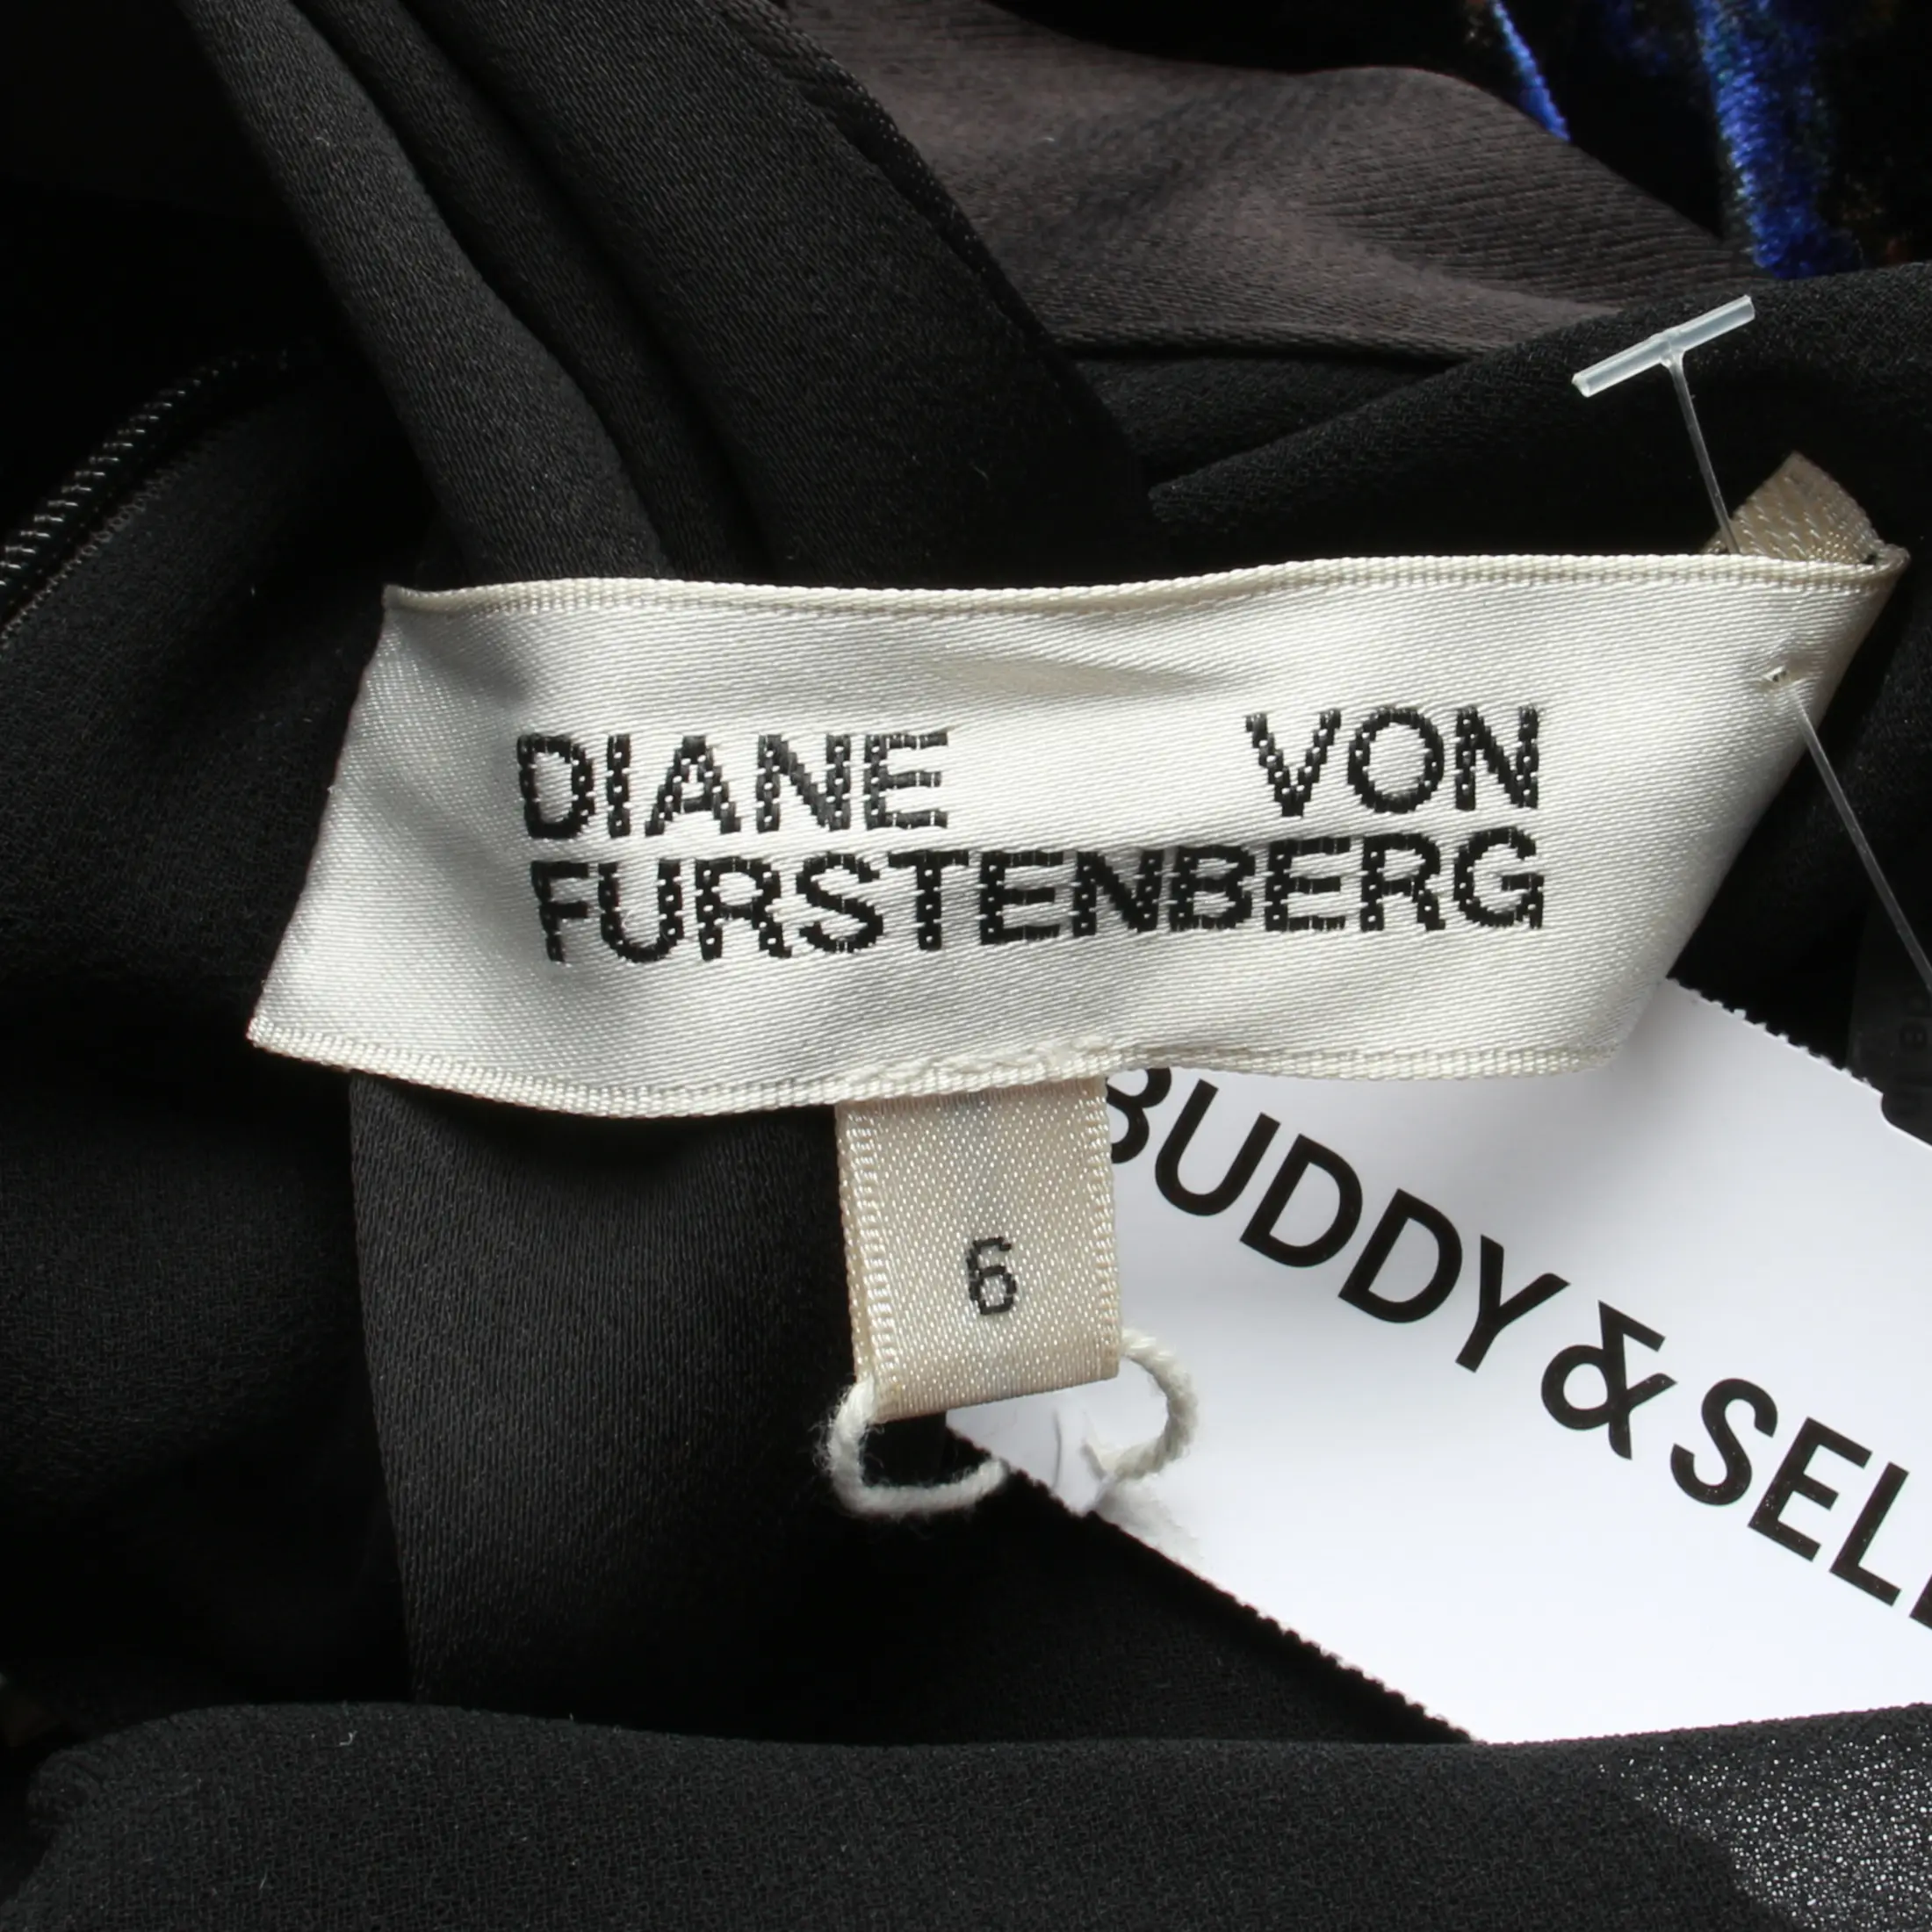 DIANE VON
FURSTENBERG
6
BUDDY & SEL